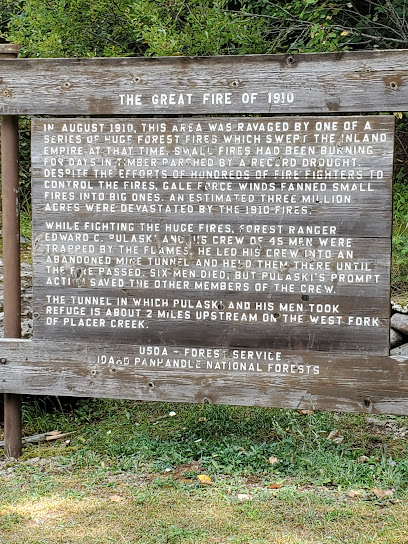 THE GREAT FIRE OF 1910
IN AUGUST 1910, THIS AREA WAS RAVAGED BY ONE OF A
SERIES OF HUGE FOREST FIRES WHICH SWEPT THE INLAND
EMPIRE AT THAT TIME. SMALL FIRES HAD BEEN BURNING
FOR DAYS IN TIMBER PARCHED BY A RECORD DROUGHT.
DESPITE THE EFFORTS OF HUNDREDS OF FIRE FIGHTERS TO
CONTROL THE FIRES, GALE FORCE WINDS FANNED SMALL
FIRES INTO BIG ONES. AN ESTIMATED THREE MILLION
ACRES WERE DEVASTATED BY THE 1910 FIRES.
WHILE FIGHTING THE HUGE FIRES, FOREST RANGER
EDWARD C. PULASKI AND HIS CREW OF 45 MEN WERE
TRAPPED BY THE FLAMES. HE LED HIS CREW INTO AN
ABANDONED MINE TUNNEL AND HELD THEM THERE UNTIL
THE FIRE PASSED. SIX MEN DIED, BUT PULASKI'S PROMPT
ACTION SAVED THE OTHER MEMBERS OF THE CREW.
THE TUNNEL IN WHICH PULASKI AND HIS MEN TOOK
REFUGE IS ABOUT 2 MILES UPSTREAM ON THE WEST FORK
OF PLACER CREEK.
USDA - FOREST SERVICE
IDAHO PANHANDLE NATIONAL FORESTS